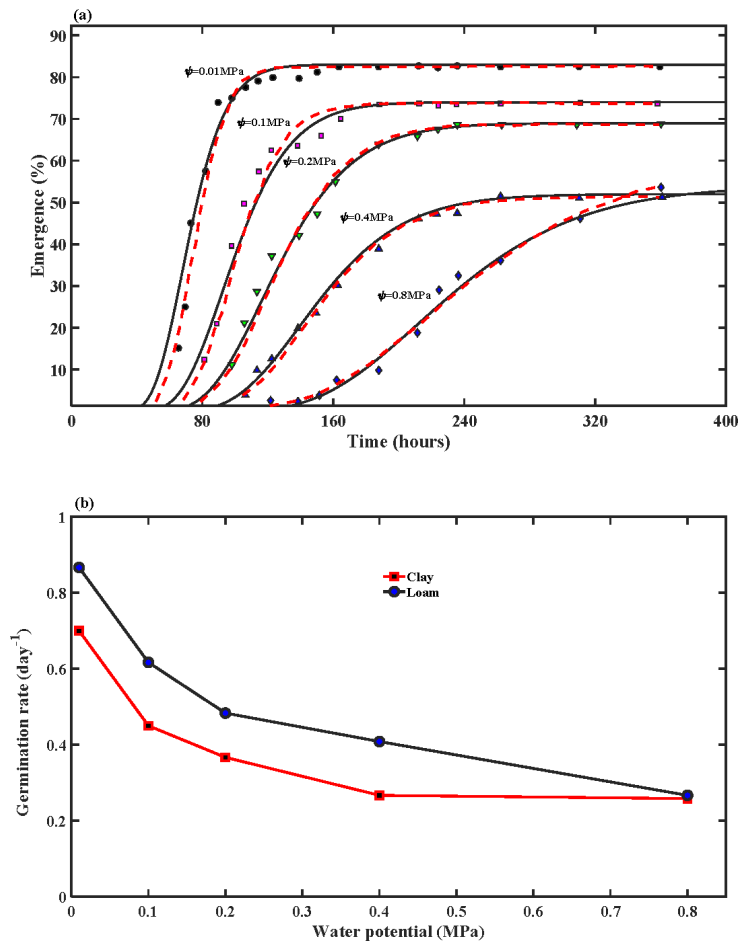 (a)
Emergence (%)
90
80
70
60
50
40
30
20
10
ψ=0.01MPa
ψ=0.1MPa
ψ=0.2MPa
ψ=0.4MPa
ψ=0.8MPa
0 80 160 240 320 400
Time (hours)
(b)
Germination rate (day⁻¹)
1
0.8
0.6
0.4
0.2
0
Clay
Loam
0 0.1 0.2 0.3 0.4 0.5 0.6 0.7 0.8
Water potential (MPa)